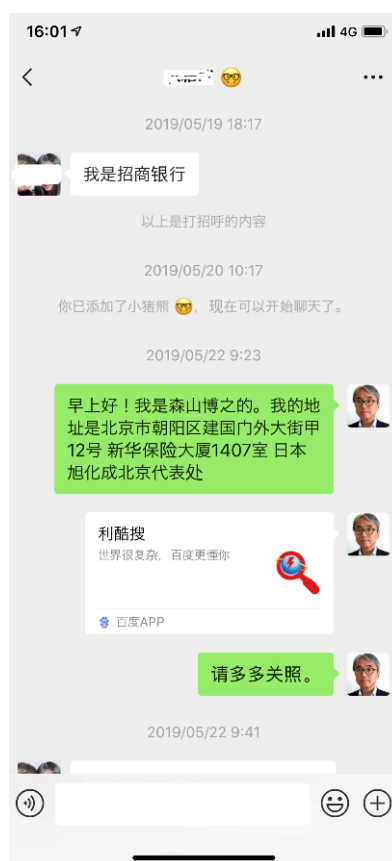 16:01
4G
2019/05/19 18:17
我是招商银行
以上是打招呼的内容
2019/05/20 10:17
你已添加了小猪熊 🤓，现在可以开始聊天了。
2019/05/22 9:23
早上好！我是森山博之的。我的地
址是北京市朝阳区建国门外大街甲
12号 新华保险大厦1407室 日本
旭化成北京代表处
利酷搜
世界很复杂，百度更懂你
百度APP
请多多关照。
2019/05/22 9:41